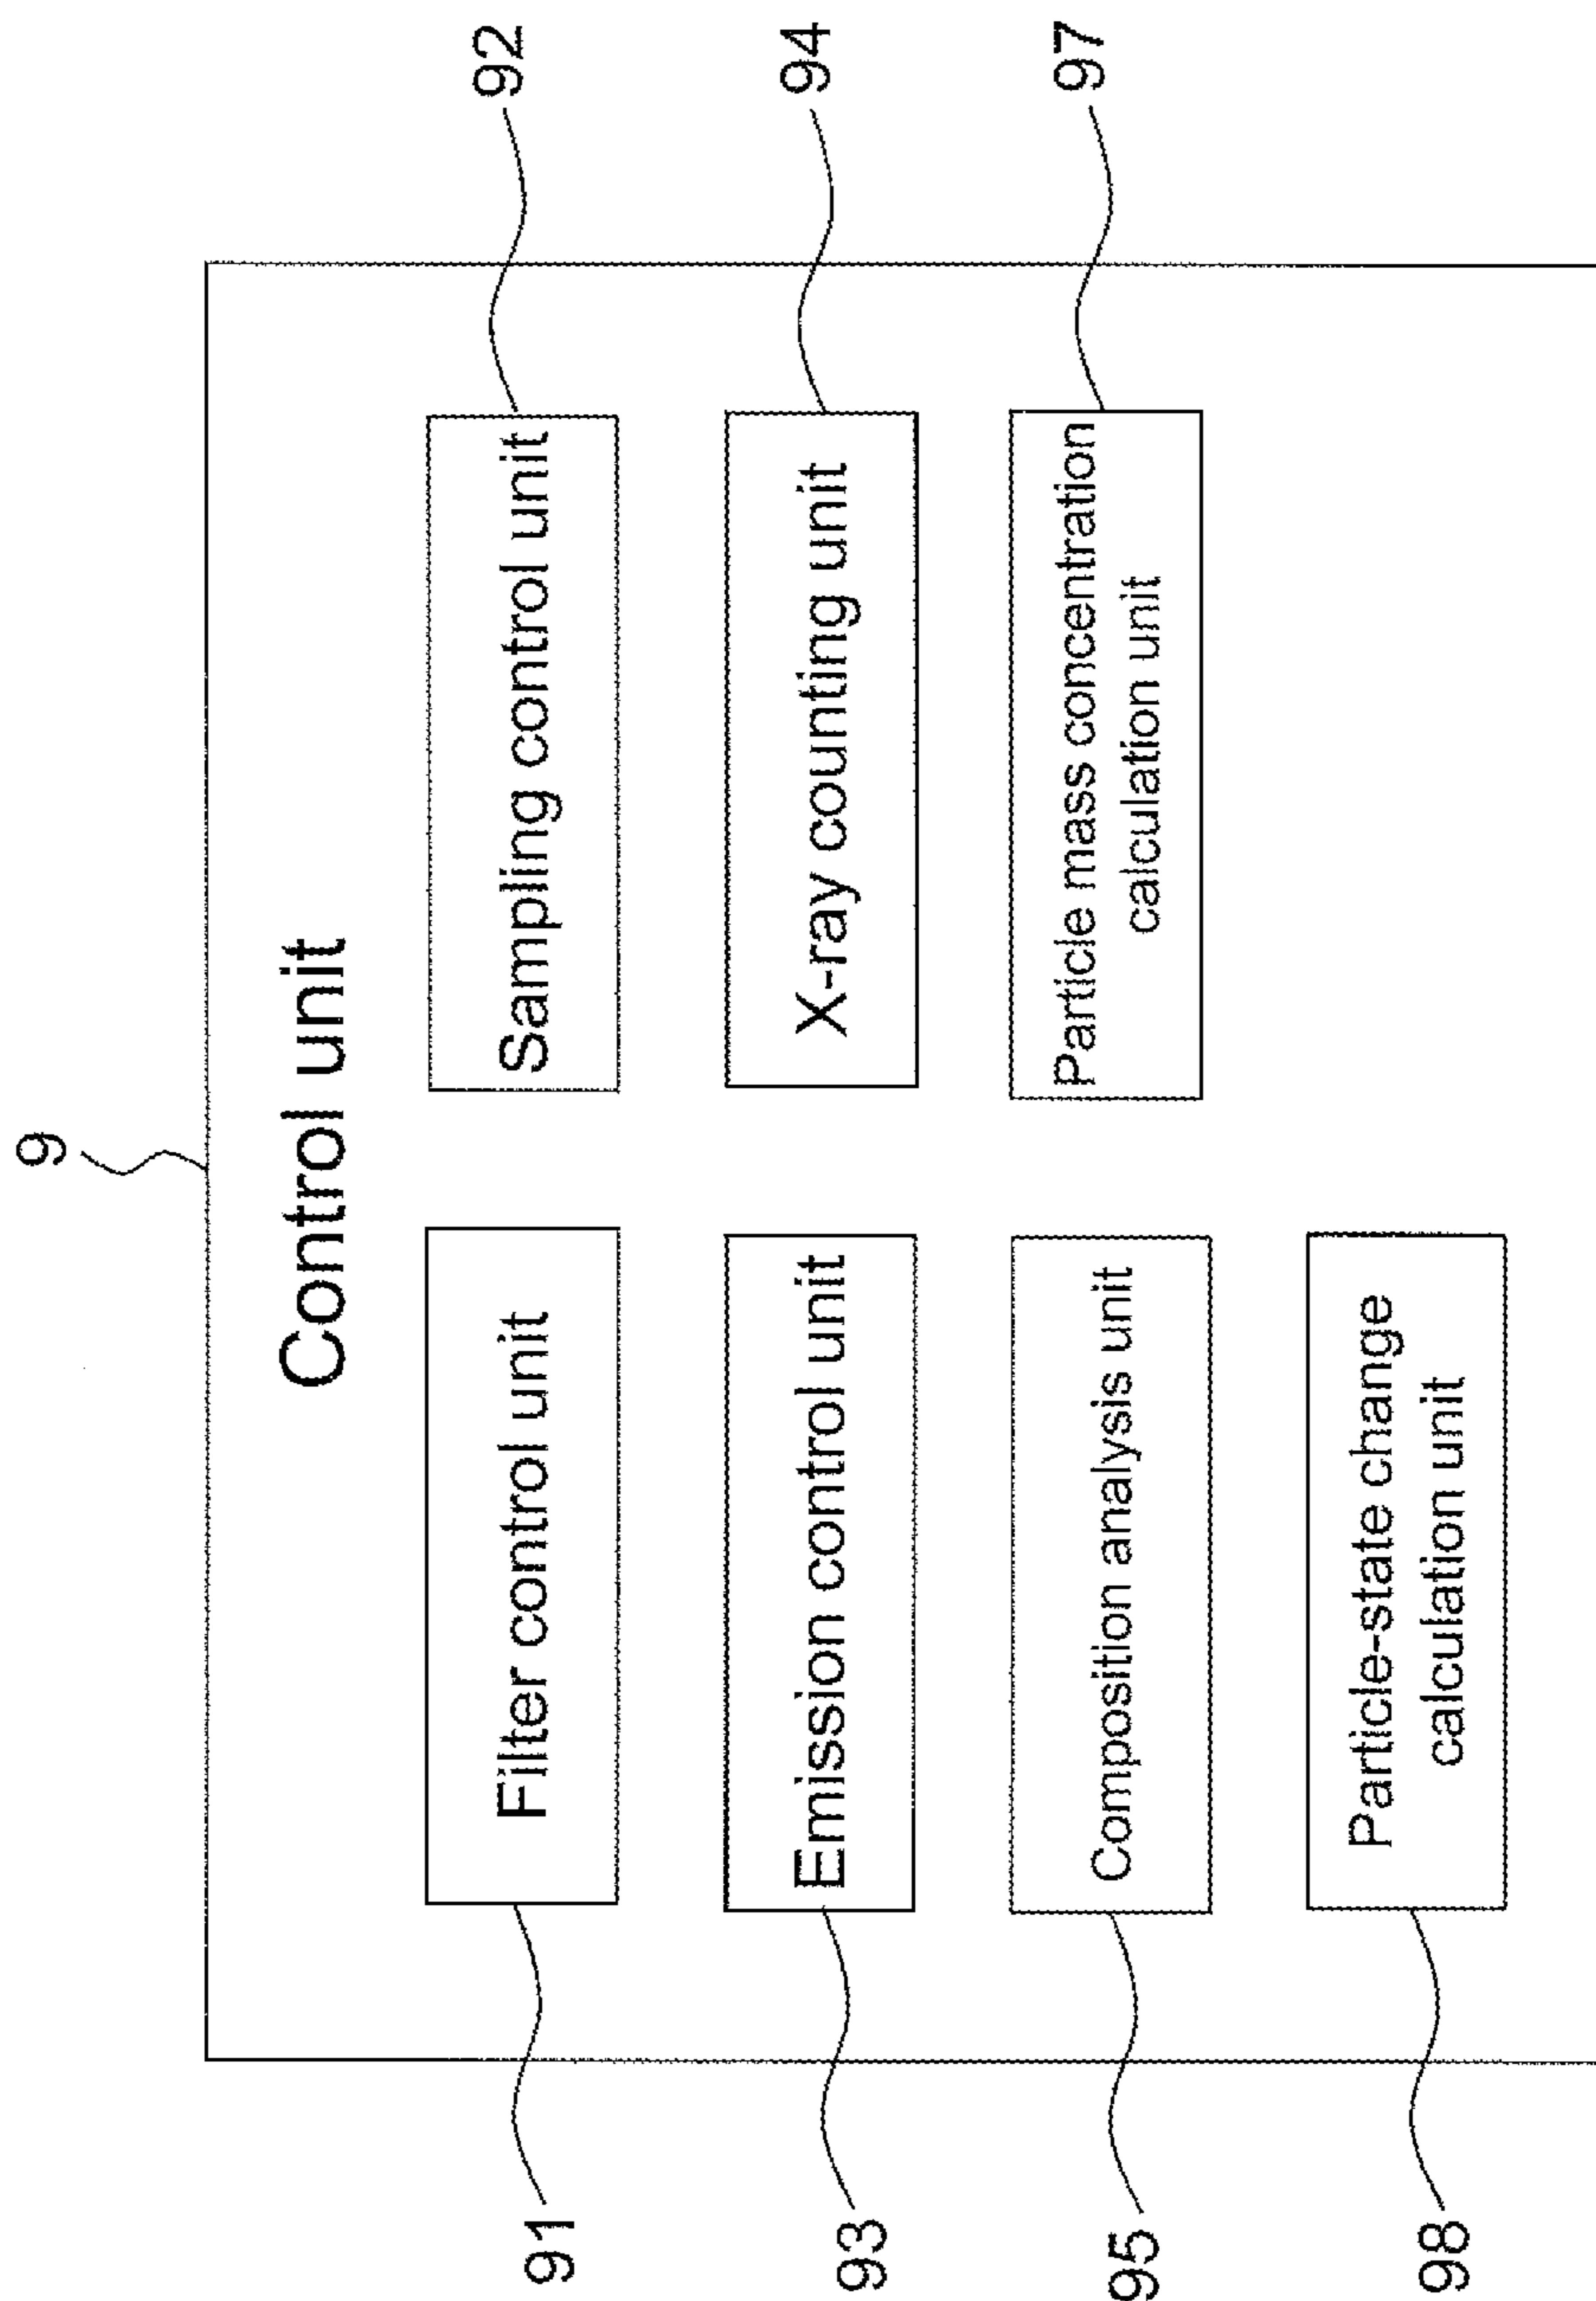 9
Control unit
91
Filter control unit
Sampling control unit
92
93
Emission control unit
X-ray counting unit
94
95
Composition analysis unit
Particle mass concentration
calculation unit
97
98
Particle-state change
calculation unit